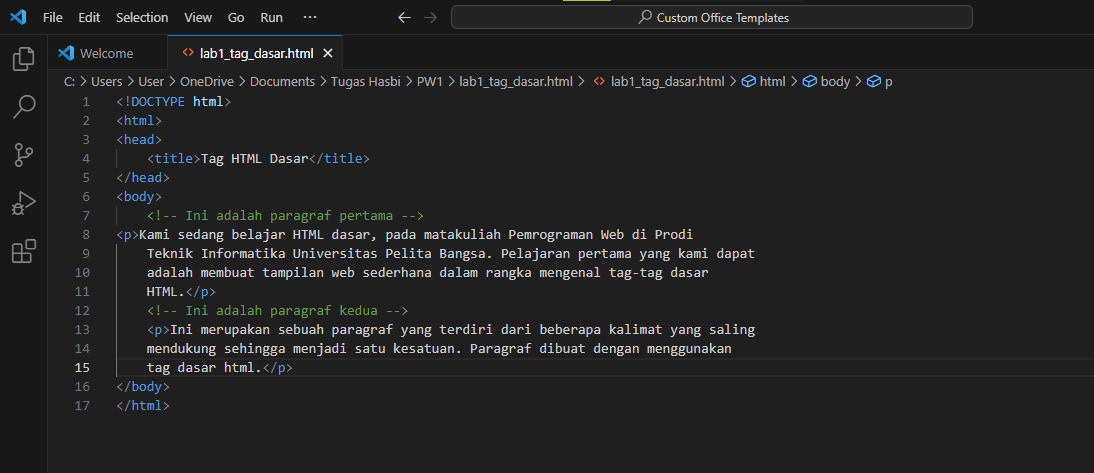 File Edit Selection View Go Run ··· ← → Custom Office Templates
Welcome lab1_tag_dasar.html ×
C: > Users > User > OneDrive > Documents > Tugas Hasbi > PW1 > lab1_tag_dasar.html > <> lab1_tag_dasar.html > html > body > p
1 <!DOCTYPE html>
2 <html>
3 <head>
4     <title>Tag HTML Dasar</title>
5 </head>
6 <body>
7     <!-- Ini adalah paragraf pertama -->
8 <p>Kami sedang belajar HTML dasar, pada matakuliah Pemrograman Web di Prodi
9     Teknik Informatika Universitas Pelita Bangsa. Pelajaran pertama yang kami dapat
10     adalah membuat tampilan web sederhana dalam rangka mengenal tag-tag dasar
11     HTML.</p>
12     <!-- Ini adalah paragraf kedua -->
13     <p>Ini merupakan sebuah paragraf yang terdiri dari beberapa kalimat yang saling
14     mendukung sehingga menjadi satu kesatuan. Paragraf dibuat dengan menggunakan
15     tag dasar html.</p>
16 </body>
17 </html>